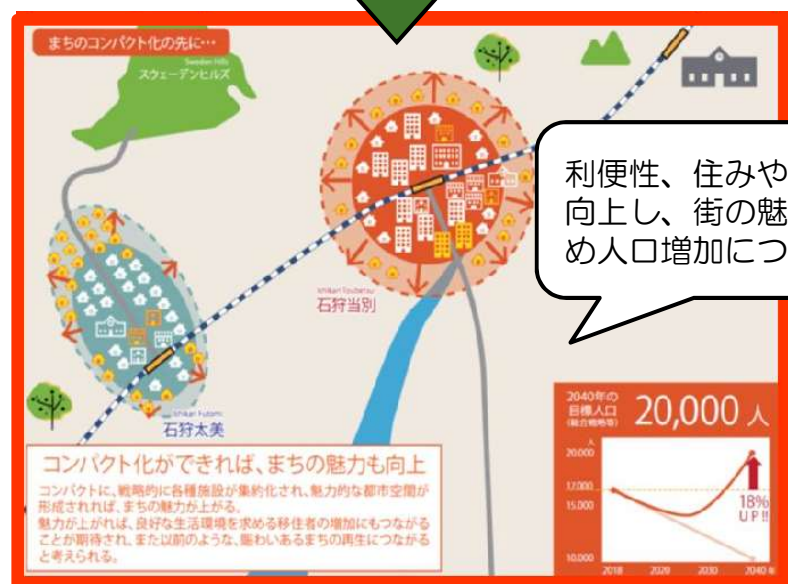 まちのコンパクト化の先に…
Sweden Hills
スウェーデンヒルズ
利便性、住みや
向上し、街の魅
め人口増加につ
Ishikari Toubetsu
石狩当別
Ishikari Futomi
石狩太美
コンパクト化ができれば、まちの魅力も向上
コンパクトに、戦略的に各種施設が集約化され、魅力的な都市空間が
形成されれば、まちの魅力が上がる。
魅力が上がれば、良好な生活環境を求める移住者の増加にもつながる
ことが期待され、また以前のような、賑わいあるまちの再生につながる
と考えられる。
2040年の
目標人口
20,000 人
人
20,000
17,000
15,000
10,000
18%
UP!!
2018 2020 2030 2040 年